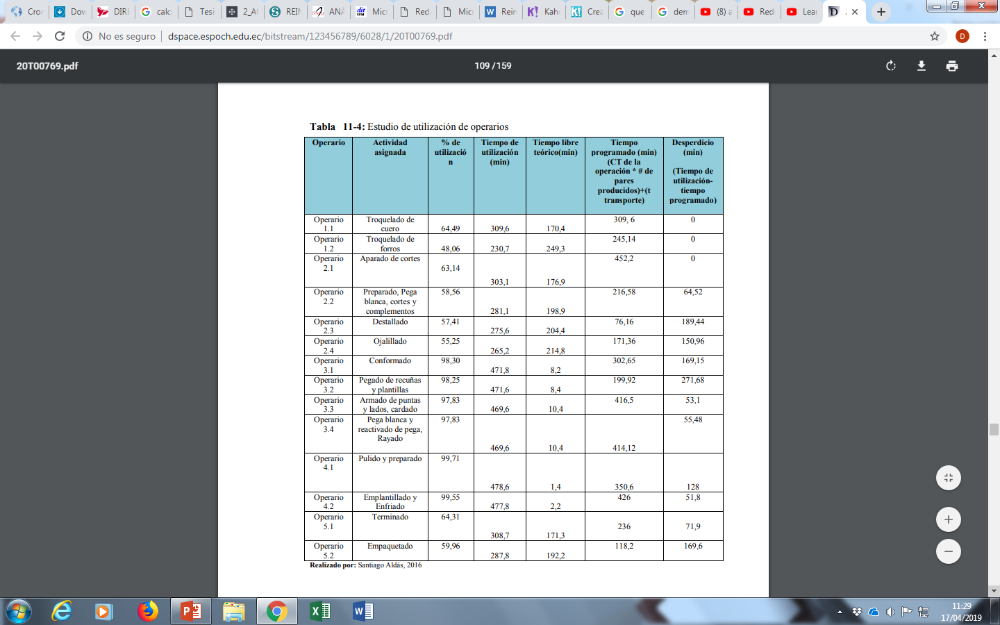 Cron
Dow
DIRE
calc
Tesi
2_AC
REIN
ANÁ
Micr
Red
Micr
Rein
Kah
Crea
que
dem
(8) a
Red
Lear
No es seguro | dspace.espoch.edu.ec/bitstream/123456789/6028/1/20T00769.pdf
D
20T00769.pdf
109 / 159
Tabla 11-4: Estudio de utilización de operarios
Operario
Actividad
asignada
% de
utilizació
n
Tiempo de
utilización
(min)
Tiempo libre
teórico(min)
Tiempo
programado (min)
(CT de la
operación * # de
pares
producidos)+(t
transporte)
Desperdicio
(min)
(Tiempo de
utilización-
tiempo
programado)
Operario
1.1
Troquelado de
cuero
64,49
309,6
170,4
309, 6
0
Operario
1.2
Troquelado de
forros
48,06
230,7
249,3
245,14
0
Operario
2.1
Aparado de cortes
63,14
303,1
176,9
452,2
0
Operario
2.2
Preparado, Pega
blanca, cortes y
complementos
58,56
281,1
198,9
216,58
64,52
Operario
2.3
Destallado
57,41
275,6
204,4
76,16
189,44
Operario
2.4
Ojalillado
55,25
265,2
214,8
171,36
150,96
Operario
3.1
Conformado
98,30
471,8
8,2
302,65
169,15
Operario
3.2
Pegado de recuñas
y plantillas
98,25
471,6
8,4
199,92
271,68
Operario
3.3
Armado de puntas
y lados, cardado
97,83
469,6
10,4
416,5
53,1
Operario
3.4
Pega blanca y
reactivado de pega,
Rayado
97,83
469,6
10,4
414,12
55,48
Operario
4.1
Pulido y preparado
99,71
478,6
1,4
350,6
128
Operario
4.2
Emplantillado y
Enfriado
99,55
477,8
2,2
426
51,8
Operario
5.1
Terminado
64,31
308,7
171,3
236
71,9
Operario
5.2
Empaquetado
59,96
287,8
192,2
118,2
169,6
Realizado por: Santiago Aldás, 2016
11:29
17/04/2019